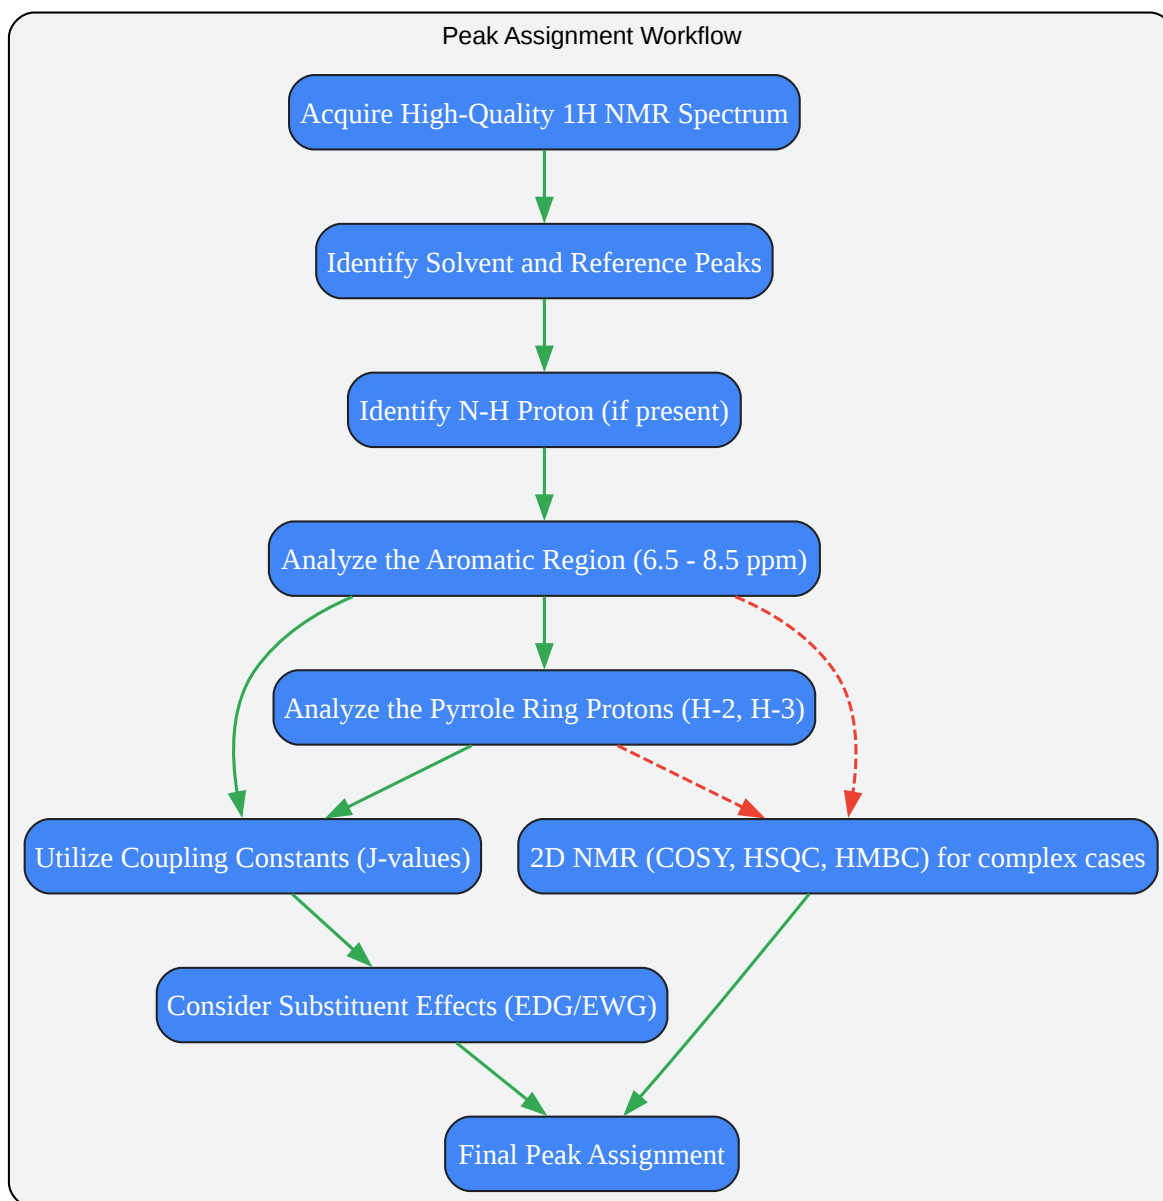 Peak Assignment Workflow
Acquire High-Quality 1H NMR Spectrum
Identify Solvent and Reference Peaks
Identify N-H Proton (if present)
Analyze the Aromatic Region (6.5 - 8.5 ppm)
Analyze the Pyrrole Ring Protons (H-2, H-3)
Utilize Coupling Constants (J-values)
2D NMR (COSY, HSQC, HMBC) for complex cases
Consider Substituent Effects (EDG/EWG)
Final Peak Assignment